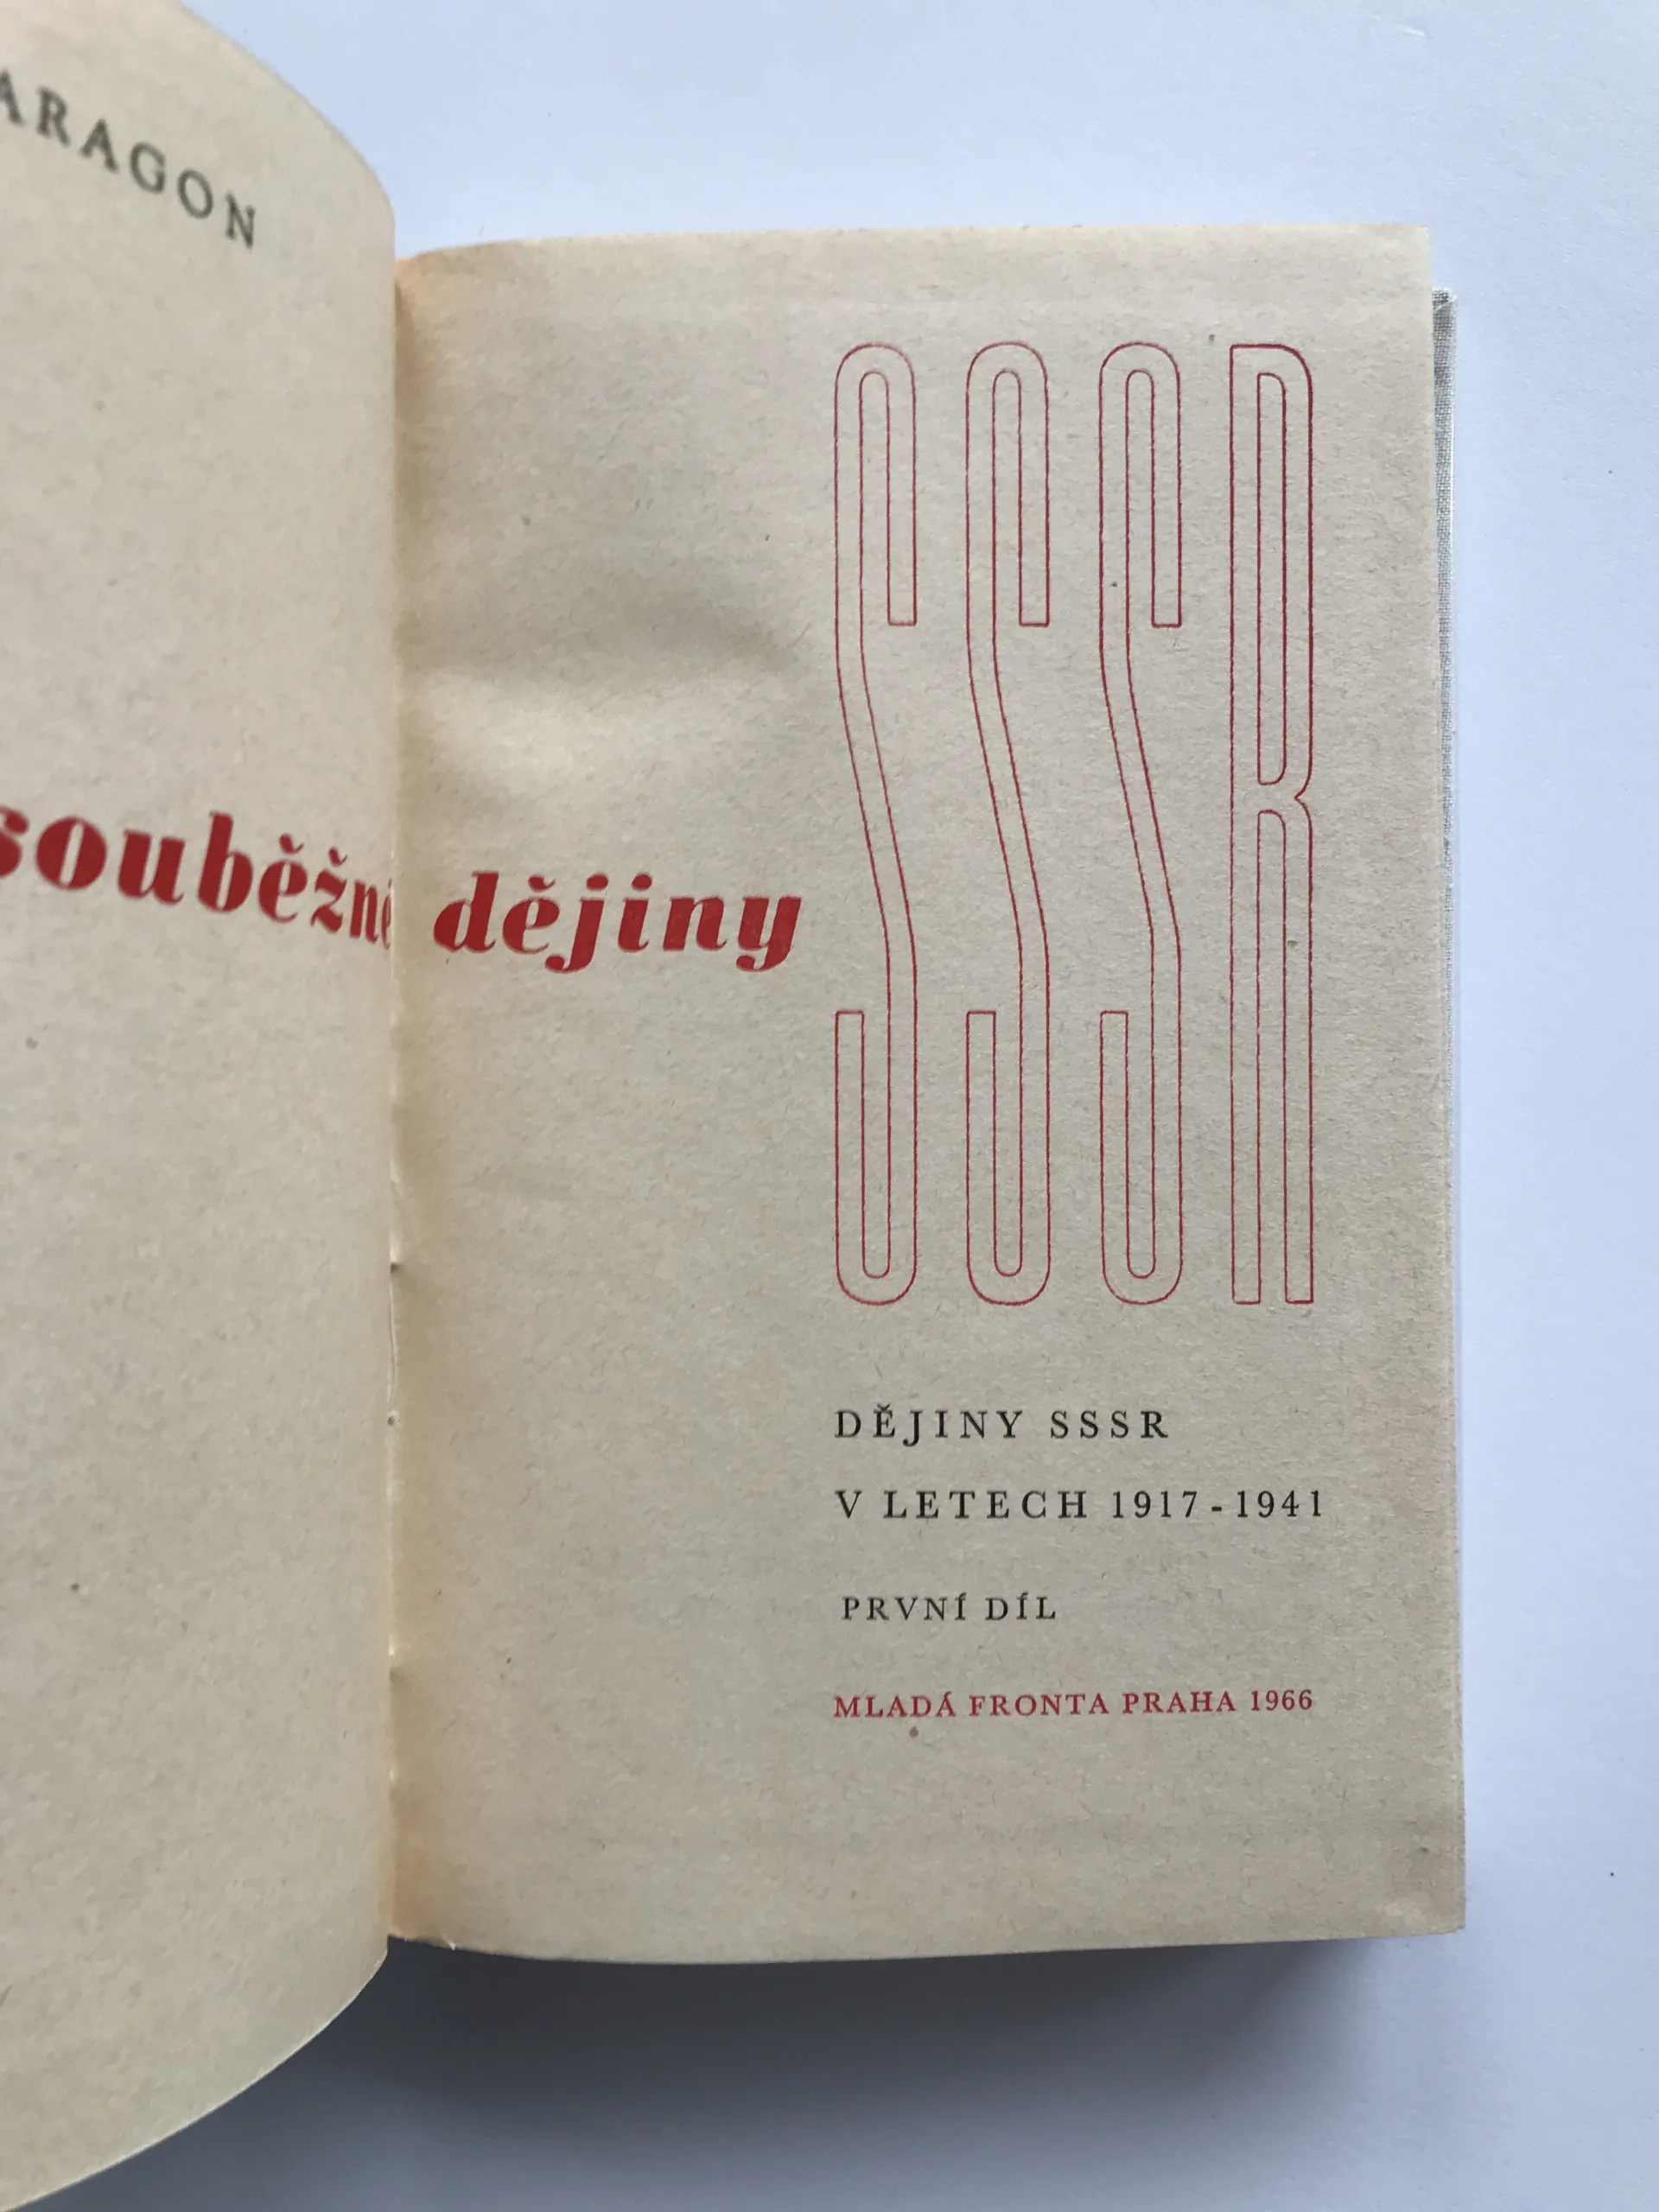 ARAGON
souběžné dějiny
SSSR
DĚJINY SSSR
V LETECH 1917-1941
PRVNÍ DÍL
MLADÁ FRONTA PRAHA 1966